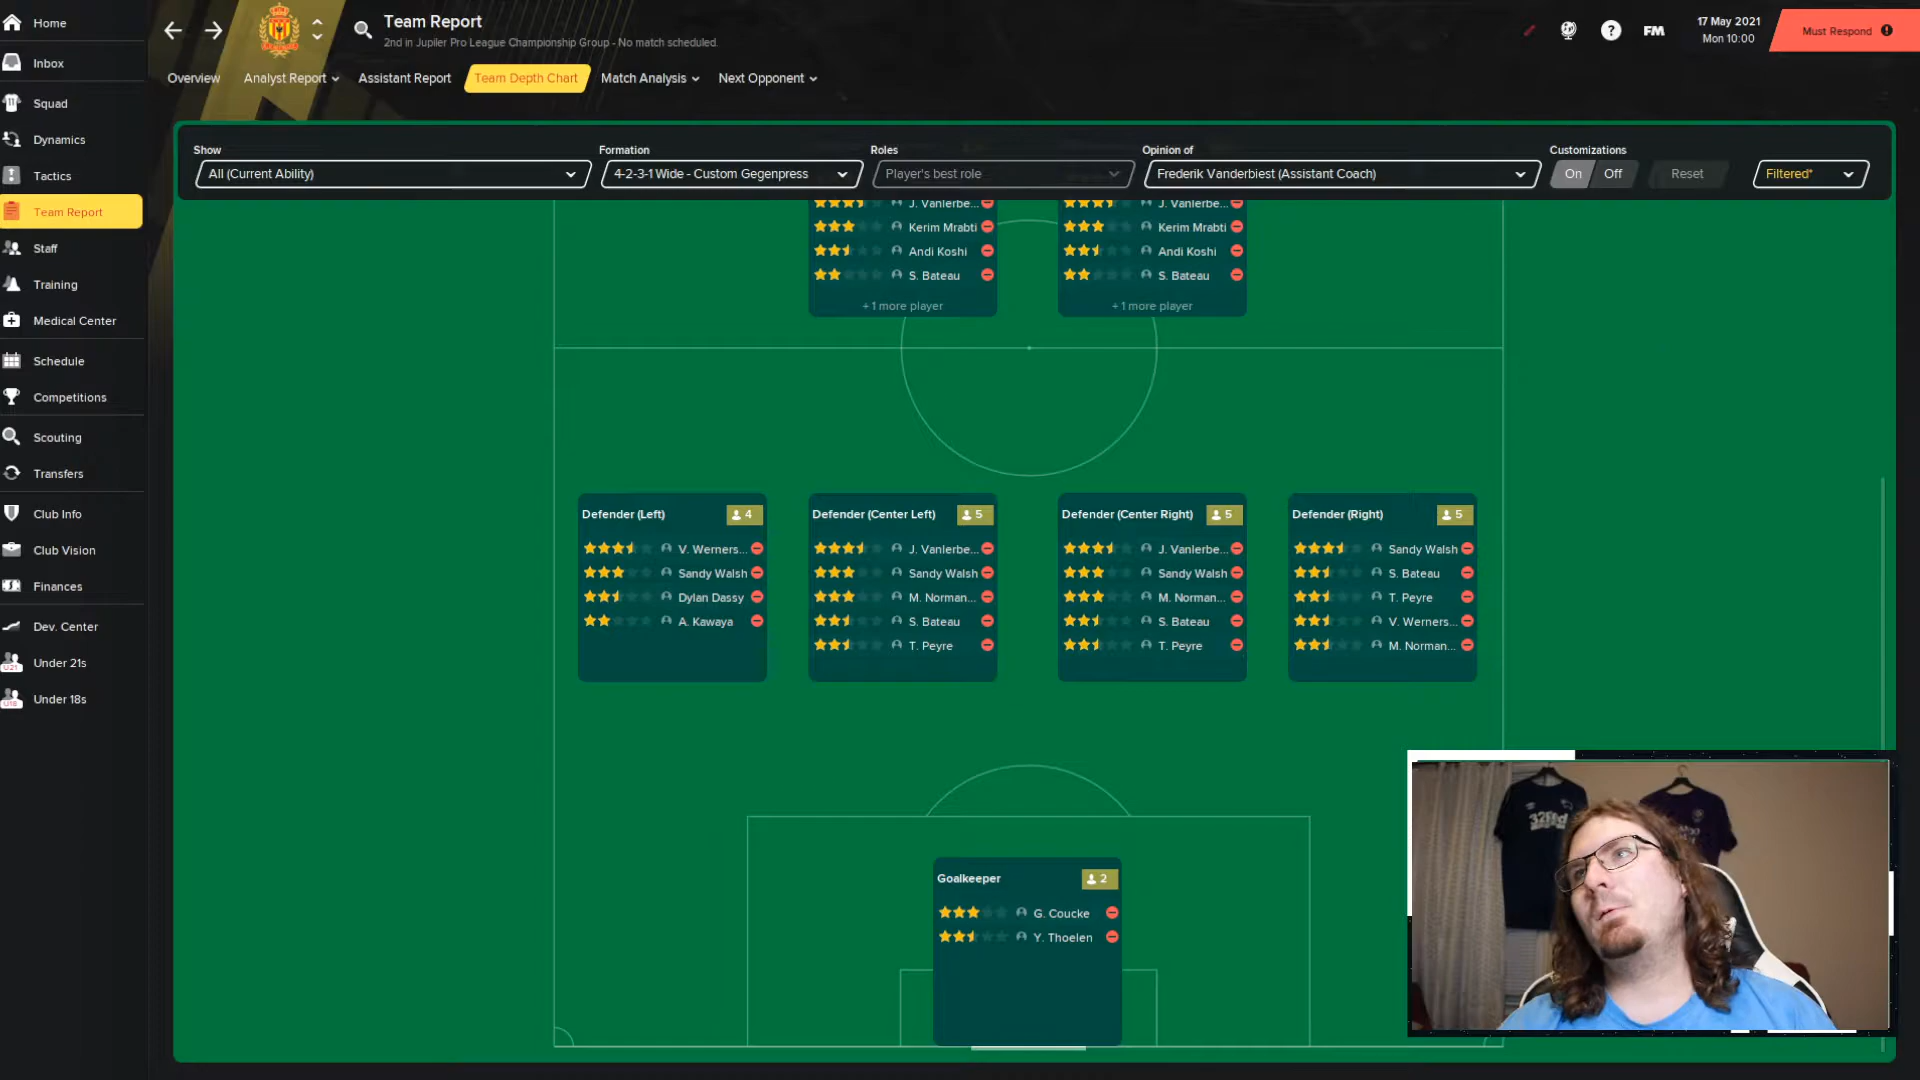 Home
Inbox
Squad
Dynamics
Tactics
Team Report
Staff
Training
Medical Center
Schedule
Competitions
Scouting
Transfers
Club Info
Club Vision
Finances
Dev. Center
Under 21s
Under 18s
Team Report
2nd in Jupiler Pro League Championship Group - No match scheduled.
FM
17 May 2021
Mon 10:00
Must Respond
Overview
Analyst Report
Assistant Report
Team Depth Chart
Match Analysis
Next Opponent
Show
All (Current Ability)
Formation
4-2-3-1 Wide - Custom Gegenpress
Roles
Player's best role
Opinion of
Frederik Vanderbiest (Assistant Coach)
Customizations
On Off
Reset
Filtered*
J. Vanlerbe...
Kerim Mrabti
Andi Koshi
S. Bateau
+ 1 more player
J. Vanlerbe...
Kerim Mrabti
Andi Koshi
S. Bateau
+ 1 more player
Defender (Left) 4
V. Werners...
Sandy Walsh
Dylan Dassy
A. Kawaya
Defender (Center Left) 5
J. Vanlerbe...
Sandy Walsh
M. Norman...
S. Bateau
T. Peyre
Defender (Center Right) 5
J. Vanlerbe...
Sandy Walsh
M. Norman...
S. Bateau
T. Peyre
Defender (Right) 5
Sandy Walsh
S. Bateau
T. Peyre
V. Werners...
M. Norman...
Goalkeeper 2
G. Coucke
Y. Thoelen
32Red